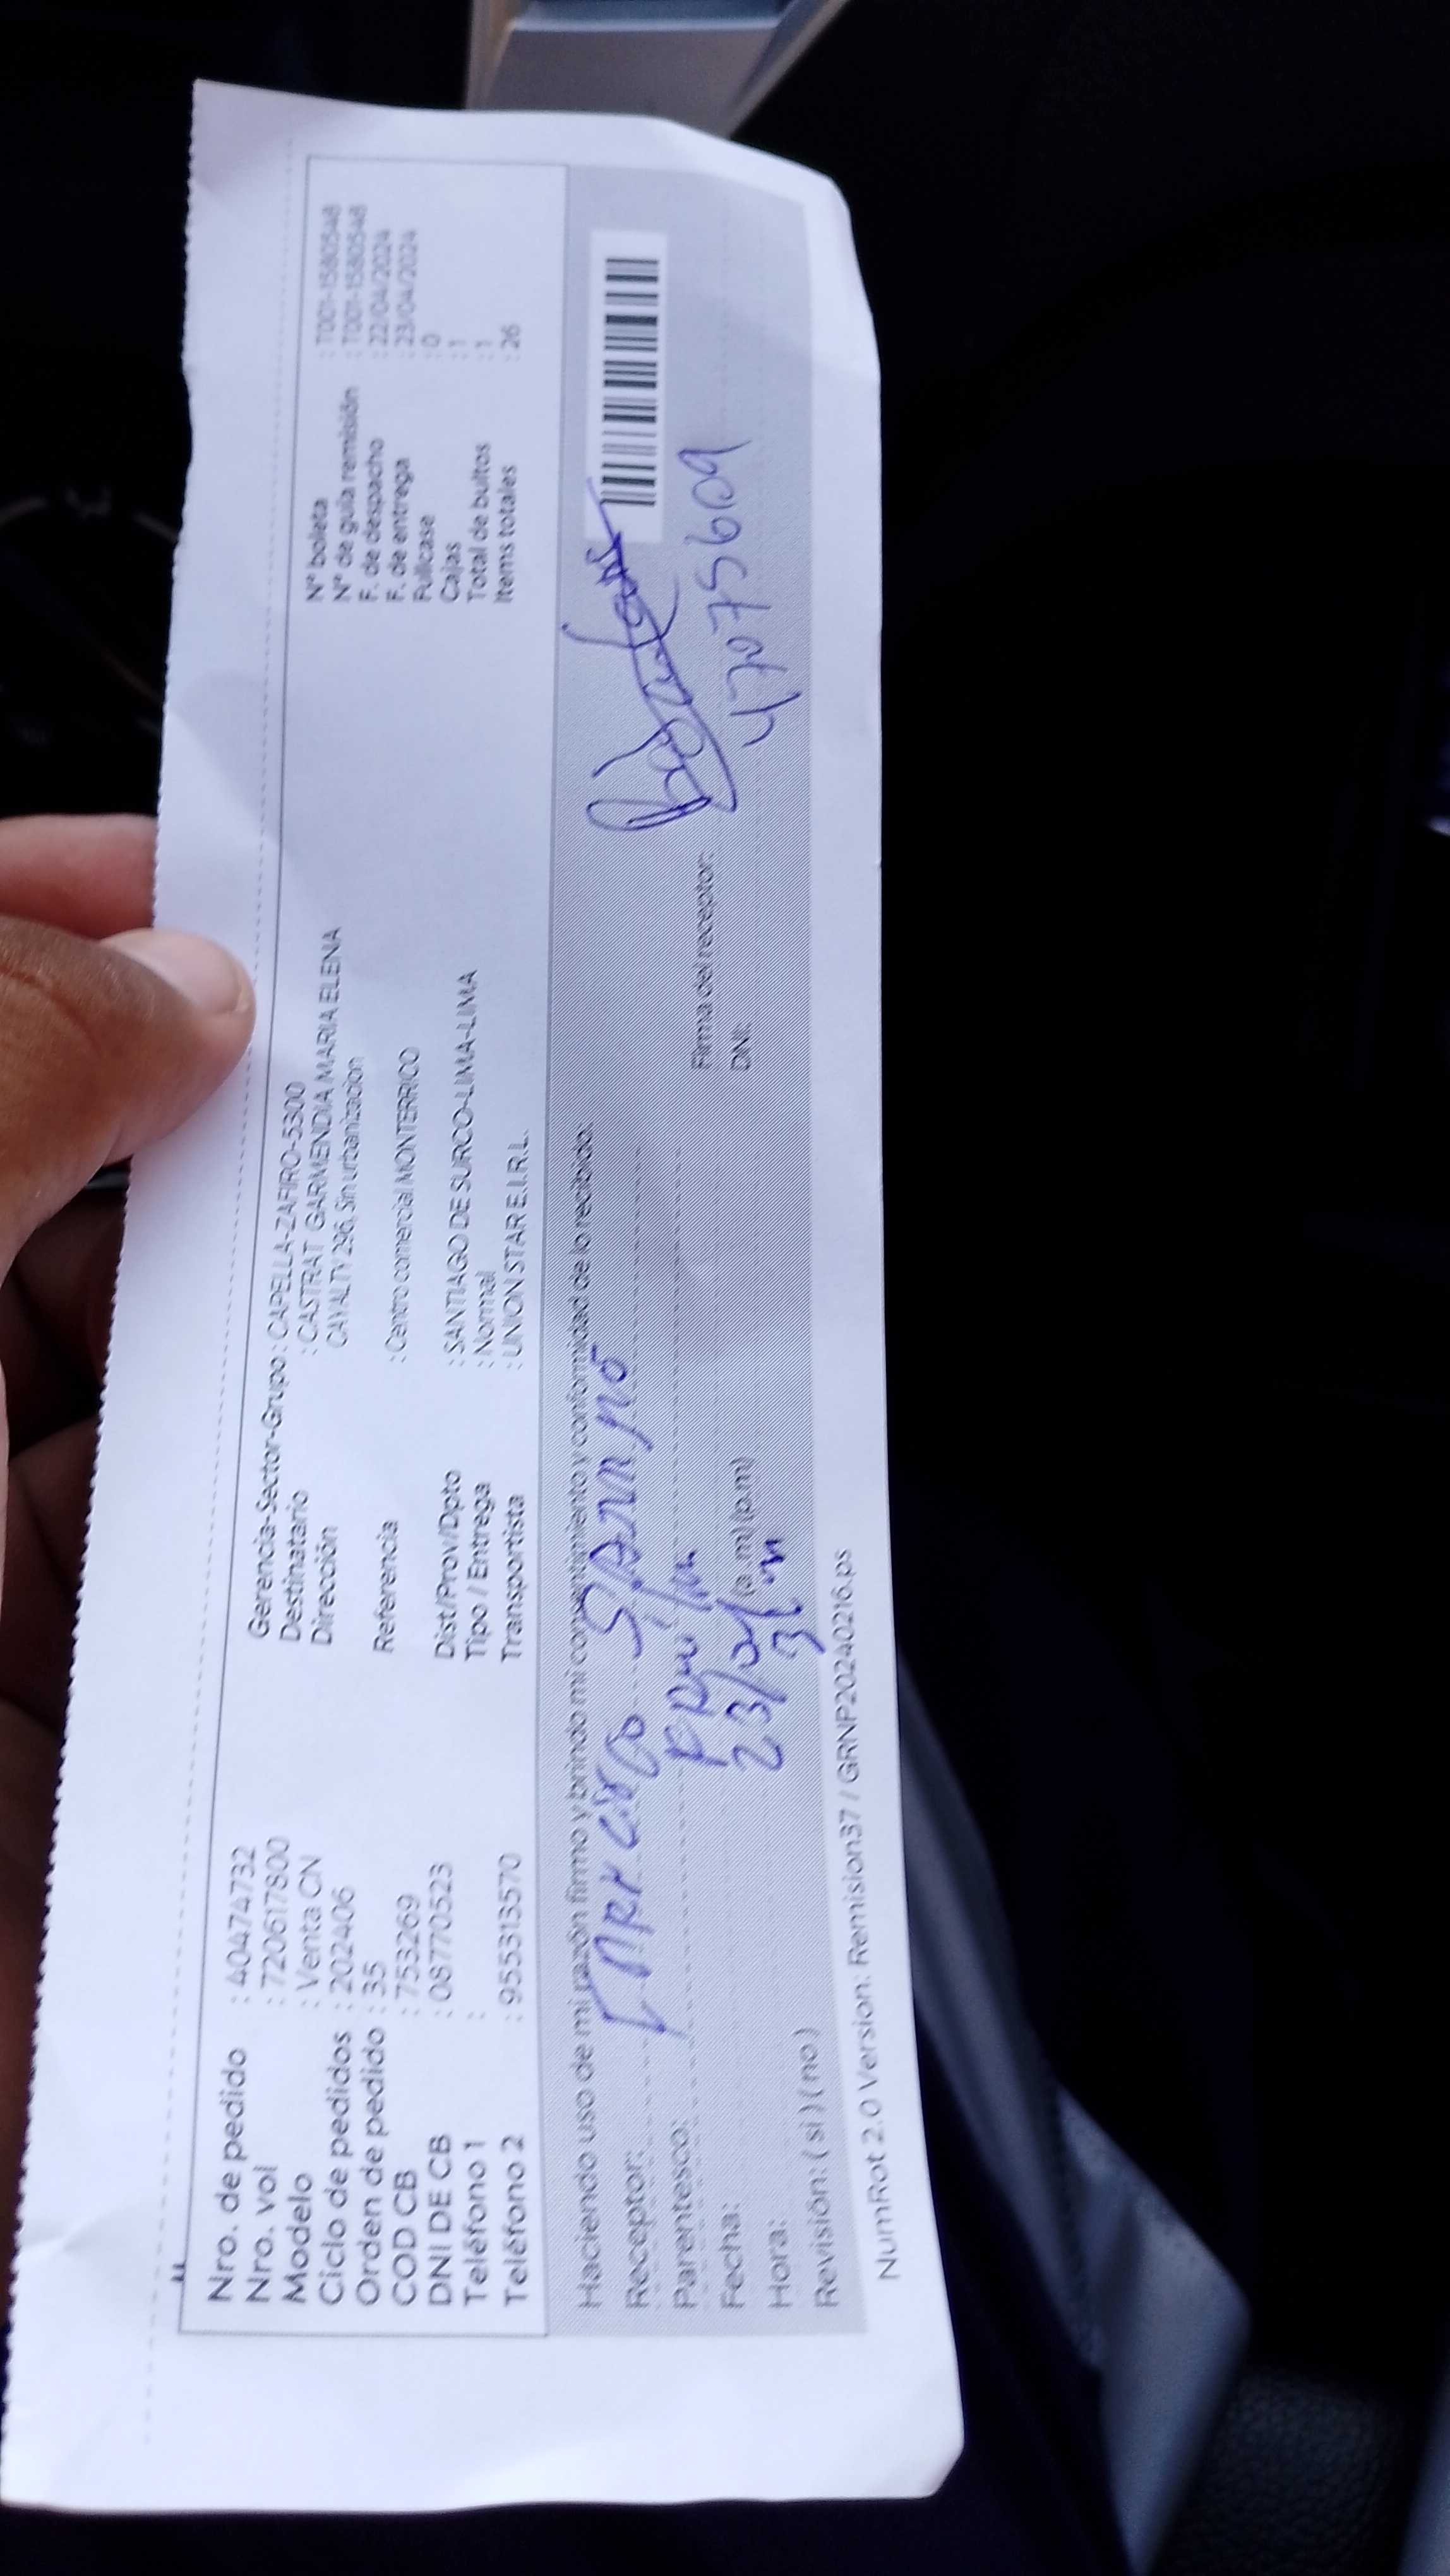 Nro. de pedido : 40474732
Nro. vol : 720617800
Modelo : Venta CN
Ciclo de pedidos : 202406
Orden de pedido : 35
COD CB : 753269
DNI DE CB : 08770523
Teléfono 1 :
Teléfono 2 : 955313570
Gerencia-Sector-Grupo : CAPELLA-ZAFIRO-5300
Destinatario : CASTRAT GARMENDIA MARIA ELENA
Dirección 296, Sin urbanizacion
Referencia : Centro comercial MONTERRICO
Dist/Prov/Dpto : SANTIAGO DE SURCO-LIMA-LIMA
Tipo / Entrega : Normal
Transportista : UNION STAR E.I.R.L.
N° boleta : T001-1580548
N° de guía remisión : T001-1580548
F. de despacho : 22/04/2024
F. de entrega : 23/04/2024
Fullcase : 0
Cajas : 1
Total de bultos : 1
Items totales : 26
Haciendo uso de mi razón firmo y brindo mi consentimiento y conformidad de lo recibido:
Receptor:
Parentesco:
Fecha: 23/04
Hora: (a.m) (p.m)
Revisión: ( si ) ( no )
Firma del receptor:
DNI: 47075609
NumRot 2.0 Version: Remision37 / GRNP20240216.ps